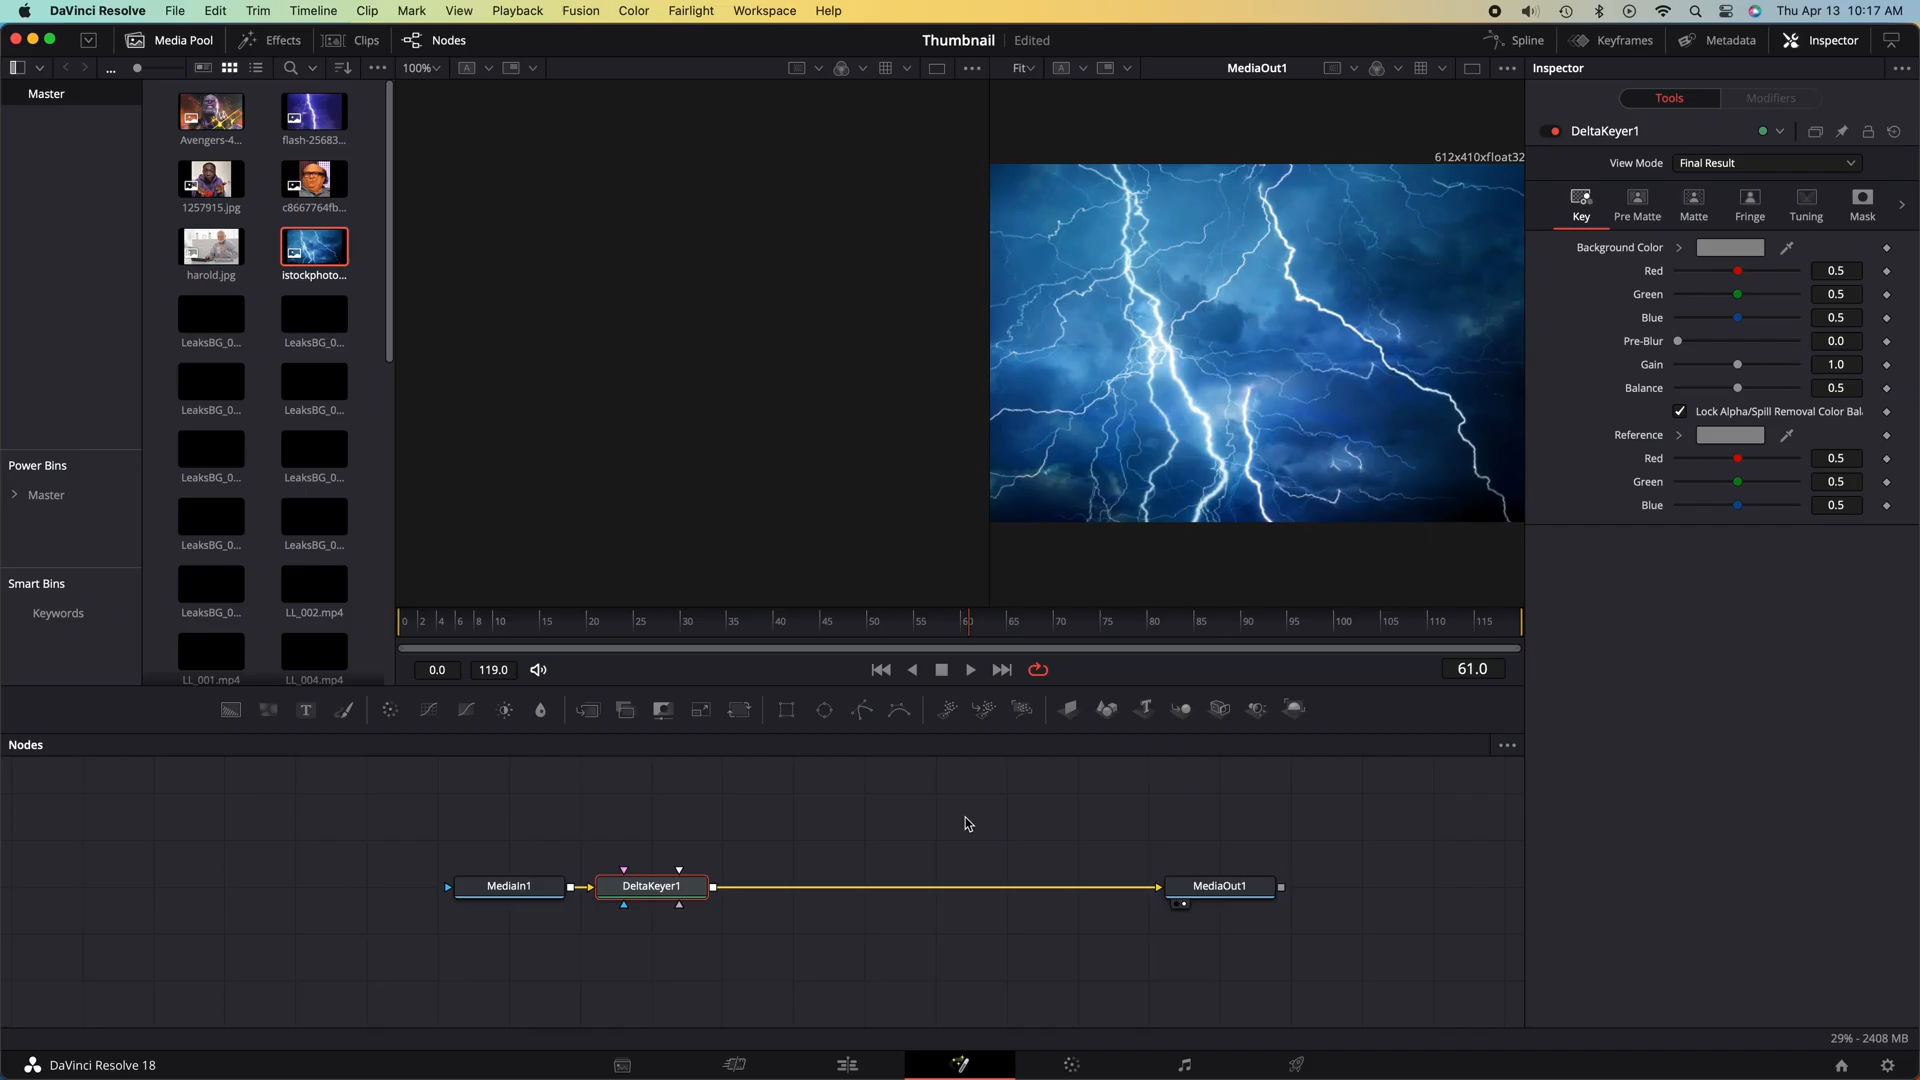 DaVinci Resolve File Edit Trim Timeline Clip Mark View Playback Fusion Color Fairlight Workspace Help Thu Apr 13 10:17 AM
Media Pool Effects Clips Nodes Thumbnail Edited Spline Keyframes Metadata Inspector
... 100% A Fit A MediaOut1 Inspector
Master
Avengers-4... flash-25683...
1257915.jpg c8667764fb...
harold.jpg istockphoto...
LeaksBG_0... LeaksBG_0...
LeaksBG_0... LeaksBG_0...
LeaksBG_0... LeaksBG_0...
LeaksBG_0... LeaksBG_0...
LeaksBG_0... LL_002.mp4
LL_001.mp4 LL_004.mp4
Power Bins
Master
Smart Bins
Keywords
612x410xfloat32
Tools Modifiers
DeltaKeyer1
View Mode Final Result
Key Pre Matte Matte Fringe Tuning Mask
Background Color
Red 0.5
Green 0.5
Blue 0.5
Pre-Blur 0.0
Gain 1.0
Balance 0.5
Lock Alpha/Spill Removal Color Bal
Reference
Red 0.5
Green 0.5
Blue 0.5
0 2 4 6 8 10 15 20 25 30 35 40 45 50 55 60 65 70 75 80 85 90 95 100 105 110 115
0.0 119.0 61.0
T
Nodes
MediaIn1 DeltaKeyer1 MediaOut1
29% - 2408 MB
DaVinci Resolve 18